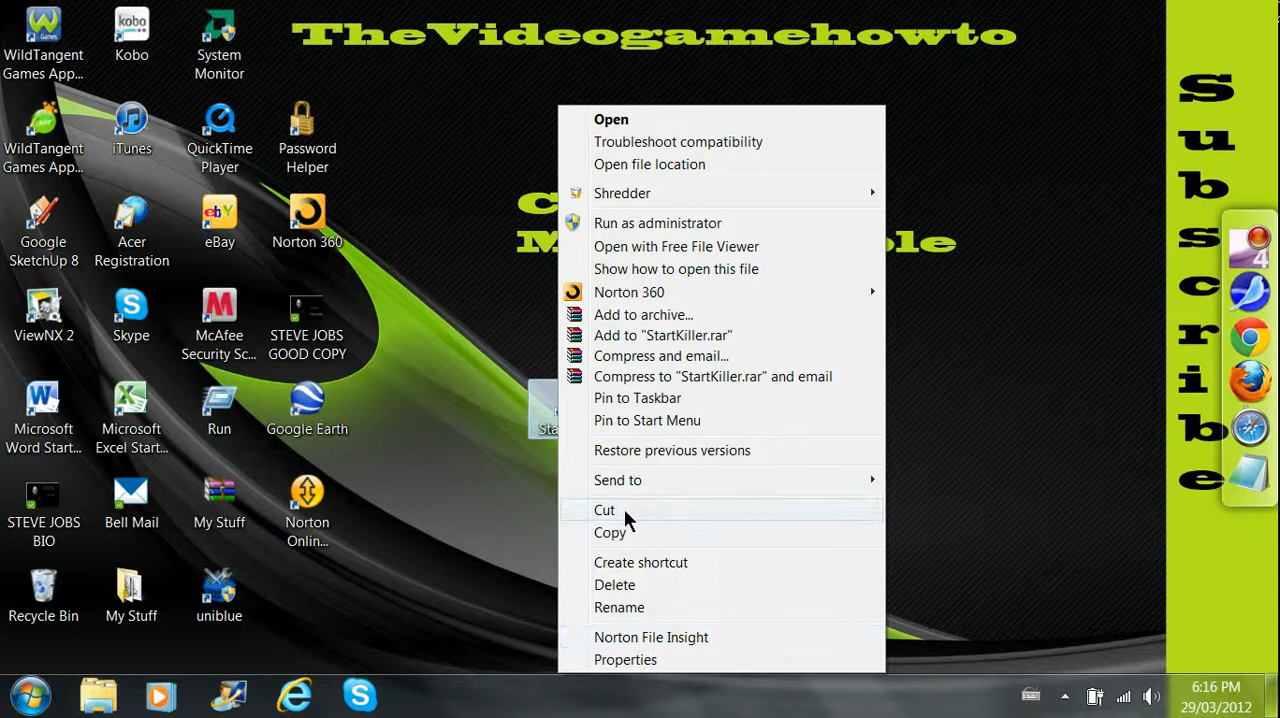 TheVideogamehowto
WildTangent
Games App...
Kobo
System
Monitor
WildTangent
Games App...
iTunes
QuickTime
Player
Password
Helper
Google
SketchUp 8
Acer
Registration
eBay
Norton 360
ViewNX 2
Skype
McAfee
Security Sc...
STEVE JOBS
GOOD COPY
Microsoft
Word Start...
Microsoft
Excel Start...
Run
Google Earth
STEVE JOBS
BIO
Bell Mail
My Stuff
Norton
Onlin...
Recycle Bin
My Stuff
uniblue
Open
Troubleshoot compatibility
Open file location
Shredder
Run as administrator
Open with Free File Viewer
Show how to open this file
Norton 360
Add to archive...
Add to "StartKiller.rar"
Compress and email...
Compress to "StartKiller.rar" and email
Pin to Taskbar
Pin to Start Menu
Restore previous versions
Send to
Cut
Copy
Create shortcut
Delete
Rename
Norton File Insight
Properties
S
u
b
s
c
r
i
b
e
6:16 PM
29/03/2012